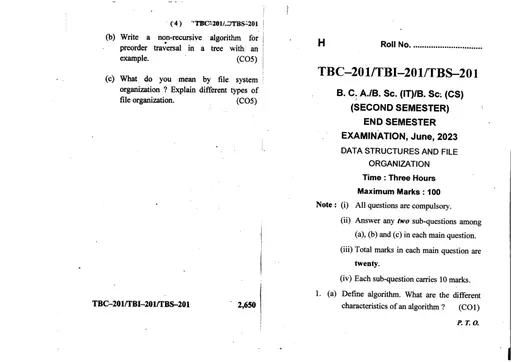 ( 4 ) TBC-201/TBI-201/TBS-201
(b) Write a non-recursive algorithm for
preorder traversal in a tree with an
example. (CO5)
(c) What do you mean by file system
organization ? Explain different types of
file organization. (CO5)
TBC-201/TBI-201/TBS-201 2,650
H Roll No. ..............................
TBC-201/TBI-201/TBS-201
B. C. A./B. Sc. (IT)/B. Sc. (CS)
(SECOND SEMESTER)
END SEMESTER
EXAMINATION, June, 2023
DATA STRUCTURES AND FILE
ORGANIZATION
Time : Three Hours
Maximum Marks : 100
Note : (i) All questions are compulsory.
(ii) Answer any two sub-questions among
(a), (b) and (c) in each main question.
(iii) Total marks in each main question are
twenty.
(iv) Each sub-question carries 10 marks.
1. (a) Define algorithm. What are the different
characteristics of an algorithm ? (CO1)
P. T. O.